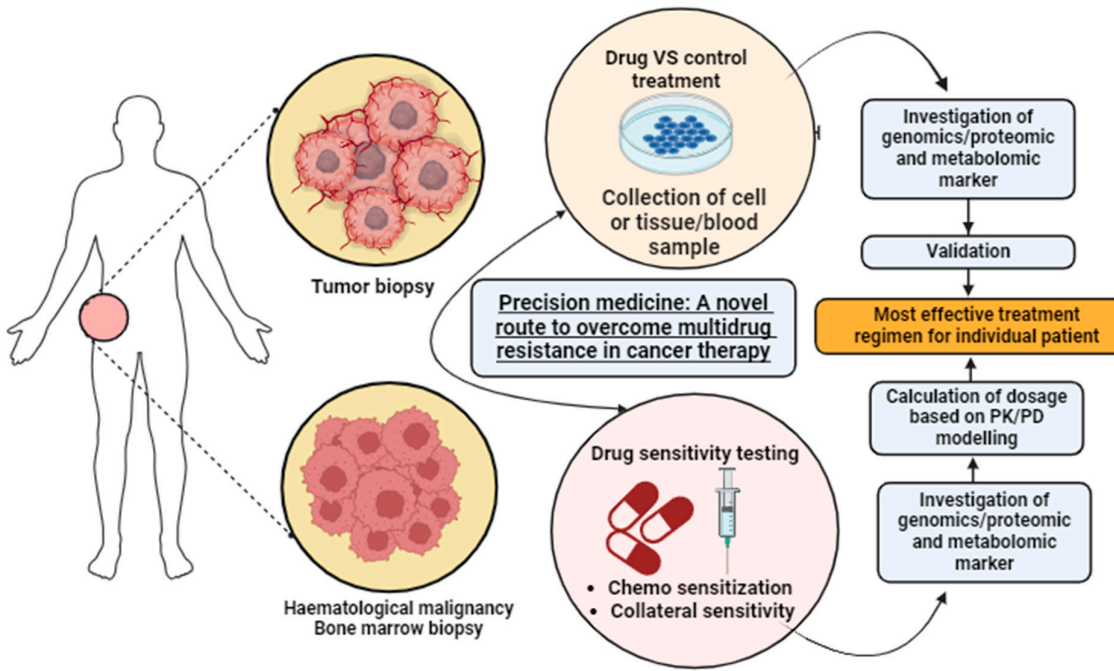 Tumor biopsy
Haematological malignancy
Bone marrow biopsy
Drug VS control
treatment
Collection of cell
or tissue/blood
sample
Precision medicine: A novel
route to overcome multidrug
resistance in cancer therapy
Drug sensitivity testing
• Chemo sensitization
• Collateral sensitivity
Investigation of
genomics/proteomic
and metabolomic
marker
Validation
Most effective treatment
regimen for individual patient
Calculation of dosage
based on PK/PD
modelling
Investigation of
genomics/proteomic
and metabolomic
marker